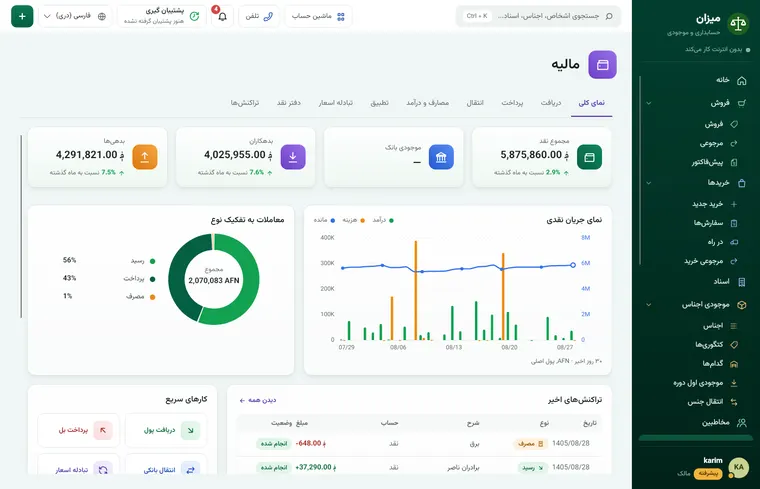 میزان
حسابداری و موجودی
بدون انترنت کار می‌کند
خانه
فروش
فروش
مرجوعی
پیش‌فاکتور
خریدها
خرید جدید
سفارش‌ها
در راه
مرجوعی خرید
اسناد
موجودی اجناس
اجناس
کتگوری‌ها
گدام‌ها
موجودی اول دوره
انتقال جنس
مخاطبین
karim
مالک
پیشرفته
KA
جستجوی اشخاص، اجناس، اسناد...
Ctrl + K
ماشین حساب
تلفن
4
پشتیبان گیری
هنوز پشتیبان گرفته نشده
فارسی (دری)
مالیه
نمای کلی
دریافت
پرداخت
انتقال
مصارف و درآمد
تطبیق
تبادله اسعار
دفتر نقد
تراکنش‌ها
مجموع نقد
؋ 5,875,860.00
2.9% نسبت به ماه گذشته
موجودی بانک
—
بدهکاران
؋ 4,025,955.00
7.6% نسبت به ماه گذشته
بدهی‌ها
؋ 4,291,821.00
7.5% نسبت به ماه گذشته
نمای جریان نقدی
درآمد
هزینه
مانده
400K
300K
200K
100K
0
8M
6M
4M
2M
0
07/29
08/06
08/13
08/20
08/27
۳۰ روز اخیر · AFN, پول اصلی
معاملات به تفکیک نوع
مجموع
2,070,083 AFN
رسید
56%
پرداخت
43%
مصرف
1%
تراکنش‌های اخیر
دیدن همه
تاریخ
نوع
شرح
حساب
مبلغ
وضعیت
1405/08/28
مصرف
برق
نقد
-648.00 ؋
انجام شده
1405/08/28
رسید
برادران ناصر
نقد
+37,290.00 ؋
انجام شده
کارهای سریع
دریافت پول
پرداخت بل
انتقال بانکی
تبادله اسعار